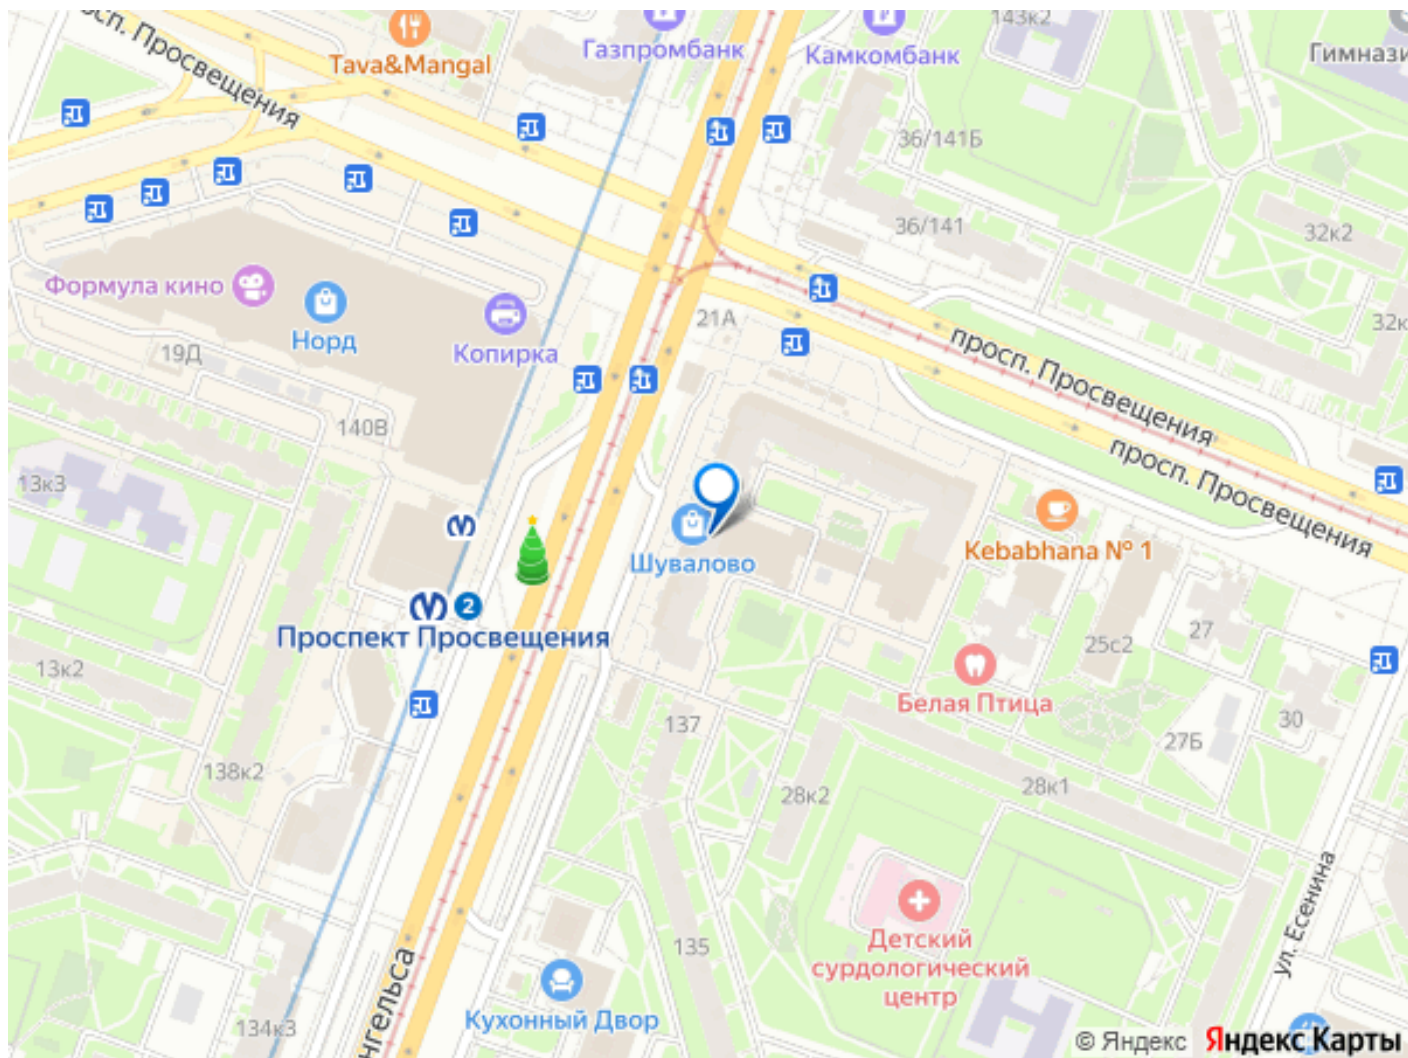 просп. Просвещения
Tava&Mangal
Газпромбанк
Камкомбанк
143к2
Гимнази
36/141Б
36/141
32к2
32к
Формула кино
Норд
Копирка
19Д
140В
21А
просп. Просвещения
просп. Просвещения
13к3
Шувалово
Kebabhana № 1
2
Проспект Просвещения
13к2
25с2
27
Белая Птица
137
138к2
27Б
30
28к2
28к1
ул. Есенина
135
Детский
сурдологический
центр
нгельса
134к3
Кухонный Двор
© Яндекс Яндекс Карты